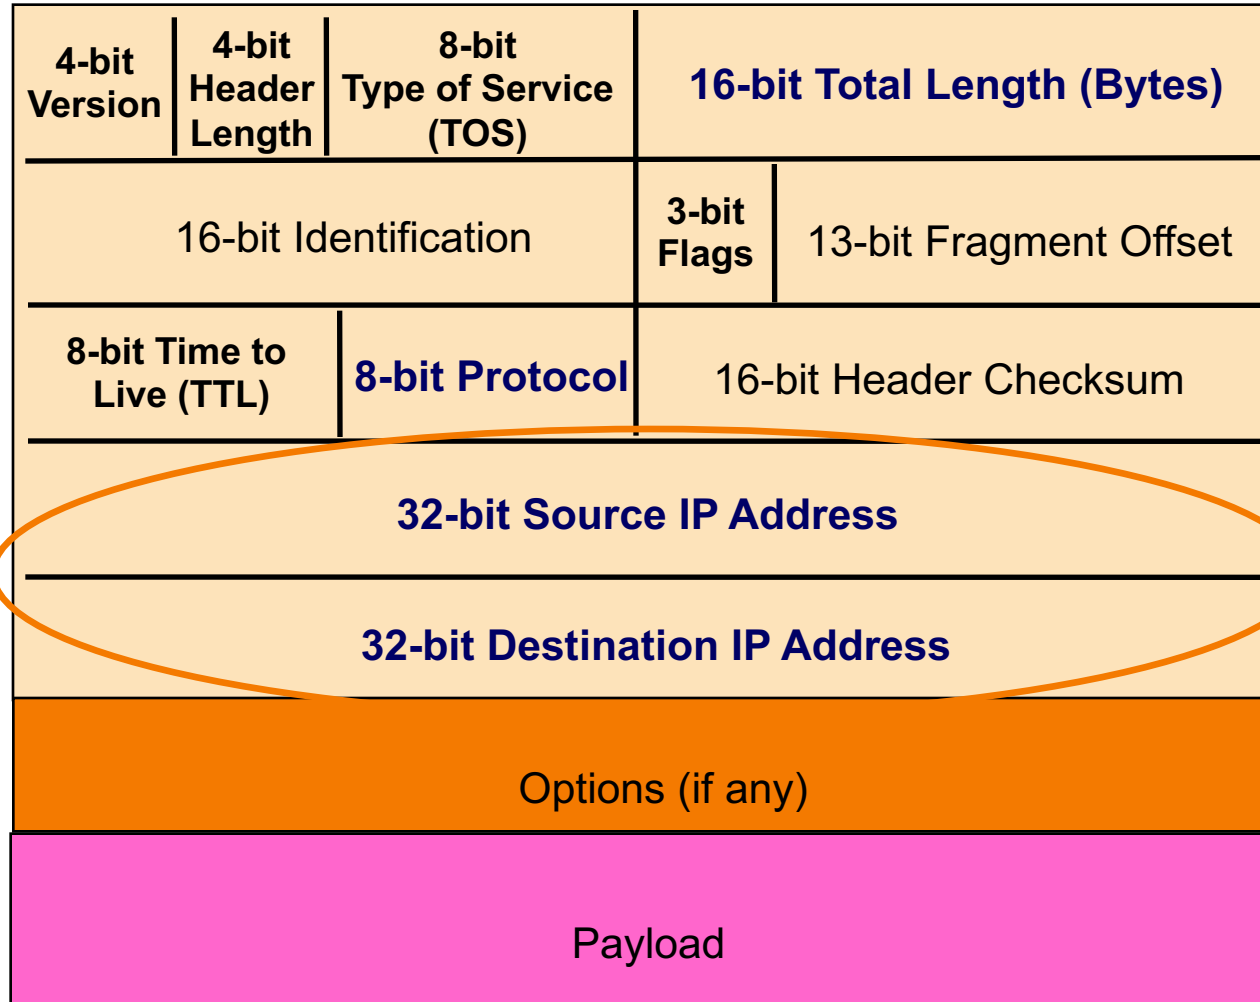 4-bit
Version
4-bit
Header
Length
8-bit
Type of Service
(TOS)
16-bit Total Length (Bytes)
16-bit Identification
3-bit
Flags
13-bit Fragment Offset
8-bit Time to
Live (TTL)
8-bit Protocol
16-bit Header Checksum
32-bit Source IP Address
32-bit Destination IP Address
Options (if any)
Payload